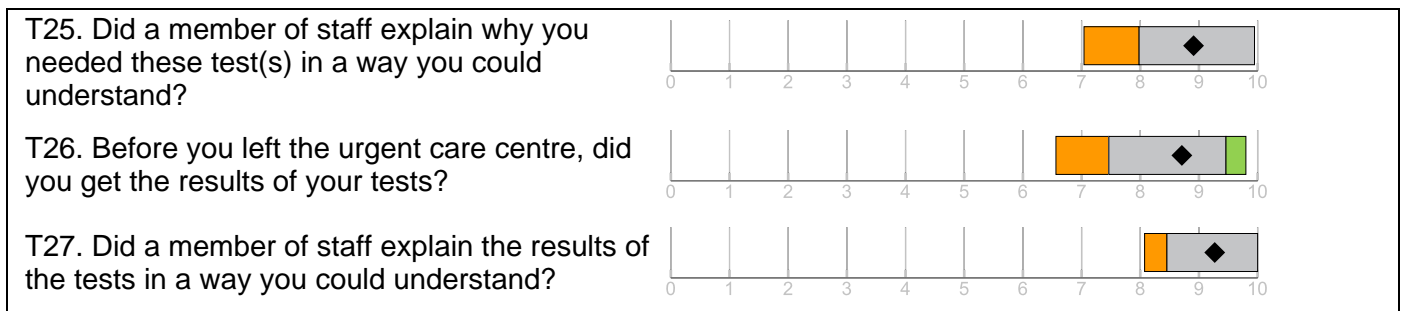 T25. Did a member of staff explain why you
needed these test(s) in a way you could
understand?
0 1 2 3 4 5 6 7 8 9 10
T26. Before you left the urgent care centre, did
you get the results of your tests?
0 1 2 3 4 5 6 7 8 9 10
T27. Did a member of staff explain the results of
the tests in a way you could understand?
0 1 2 3 4 5 6 7 8 9 10